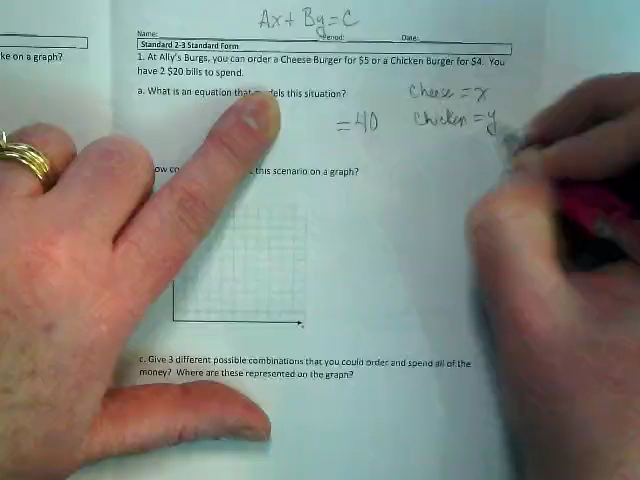 Ax + By = C
Name: Period: Date:
Standard 2-3 Standard Form
ke on a graph?
1. At Ally's Burgs, you can order a Cheese Burger for $5 or a Chicken Burger for $4. You
have 2 $20 bills to spend.
a. What is an equation that this situation?
cheese = x
= 40
chicken = y
this scenario on a graph?
c. Give 3 different possible combinations that you could order and spend all of the
money? Where are these represented on the graph?